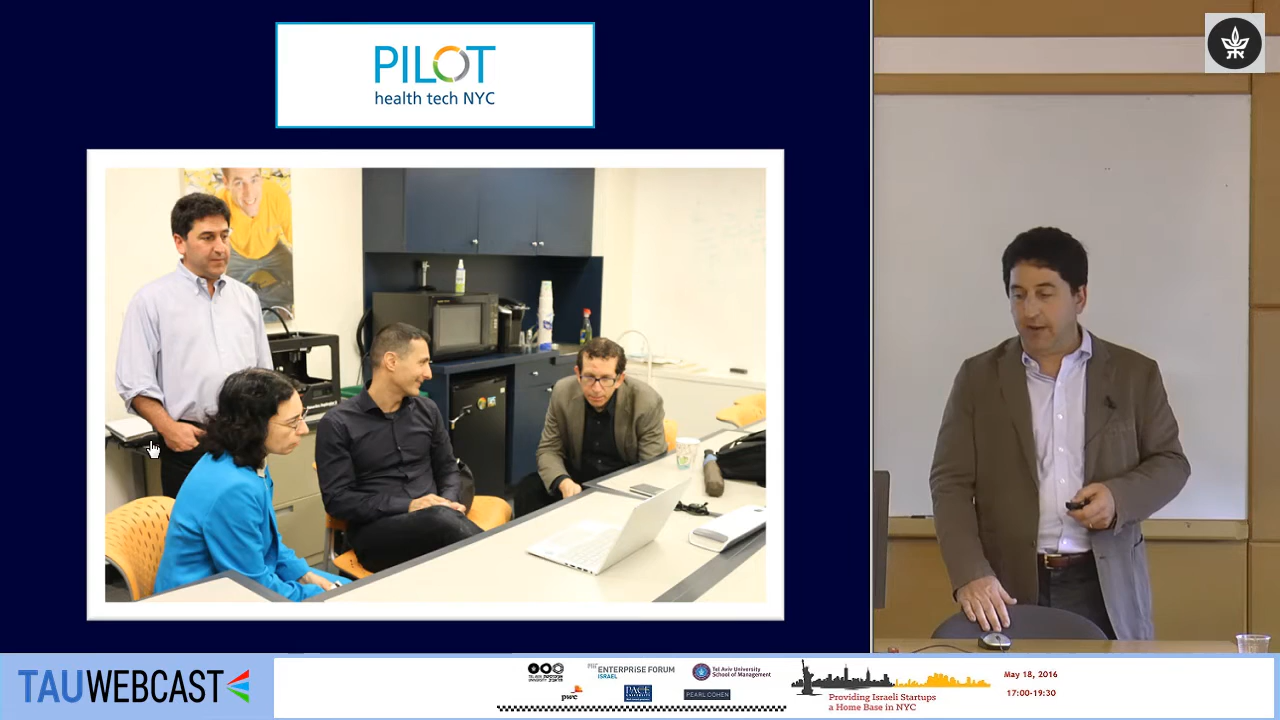 PILOT
health tech NYC
TAUWEBCAST
ENTERPRISE FORUM
ISRAEL
Tel Aviv University
School of Management
pwc
PACE
PEARL COHEN
Providing Israeli Startups
a Home Base in NYC
May 18, 2016
17:00-19:30